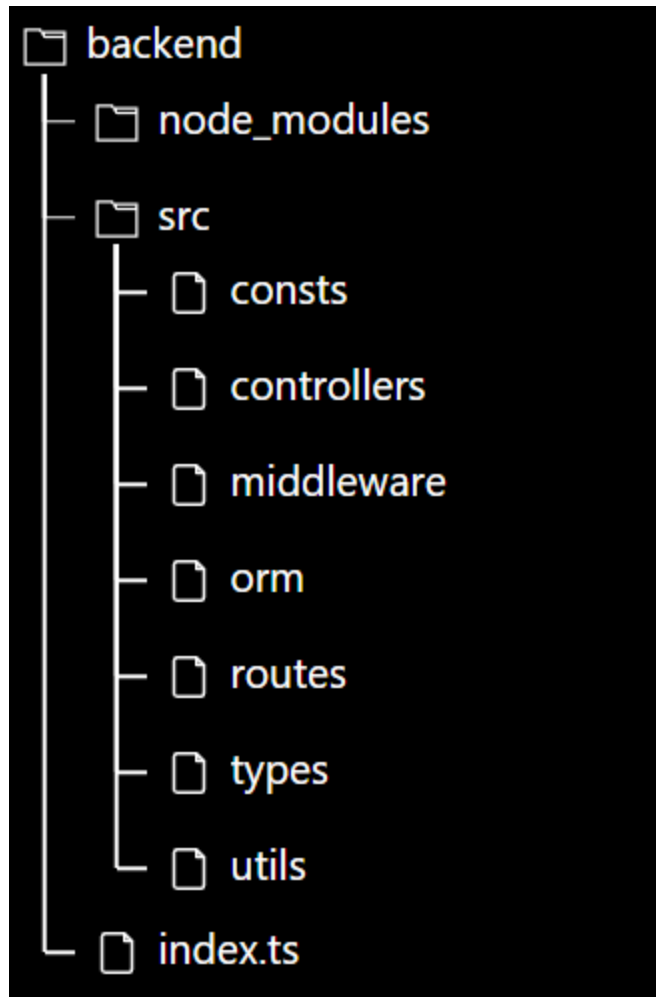 backend
node_modules
src
consts
controllers
middleware
orm
routes
types
utils
index.ts